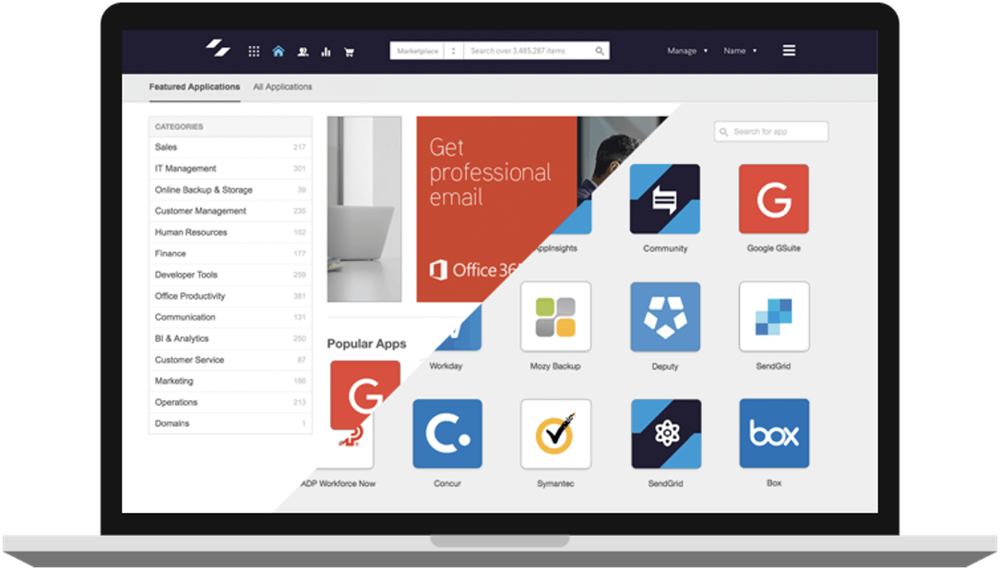 Marketplace
Search over 3,485,287 items
Manage
Name
Featured Applications
All Applications
CATEGORIES
Sales 217
IT Management 301
Online Backup & Storage 39
Customer Management 235
Human Resources 162
Finance 177
Developer Tools 259
Office Productivity 381
Communication 131
BI & Analytics 250
Customer Service 87
Marketing 186
Operations 213
Domains 1
Get
professional
email
Office 36
Popular Apps
Search for app
AppInsights
Community
G
Google GSuite
Workday
Mozy Backup
Deputy
SendGrid
G
ADP Workforce Now
C.
Concur
Symantec
SendGrid
box
Box